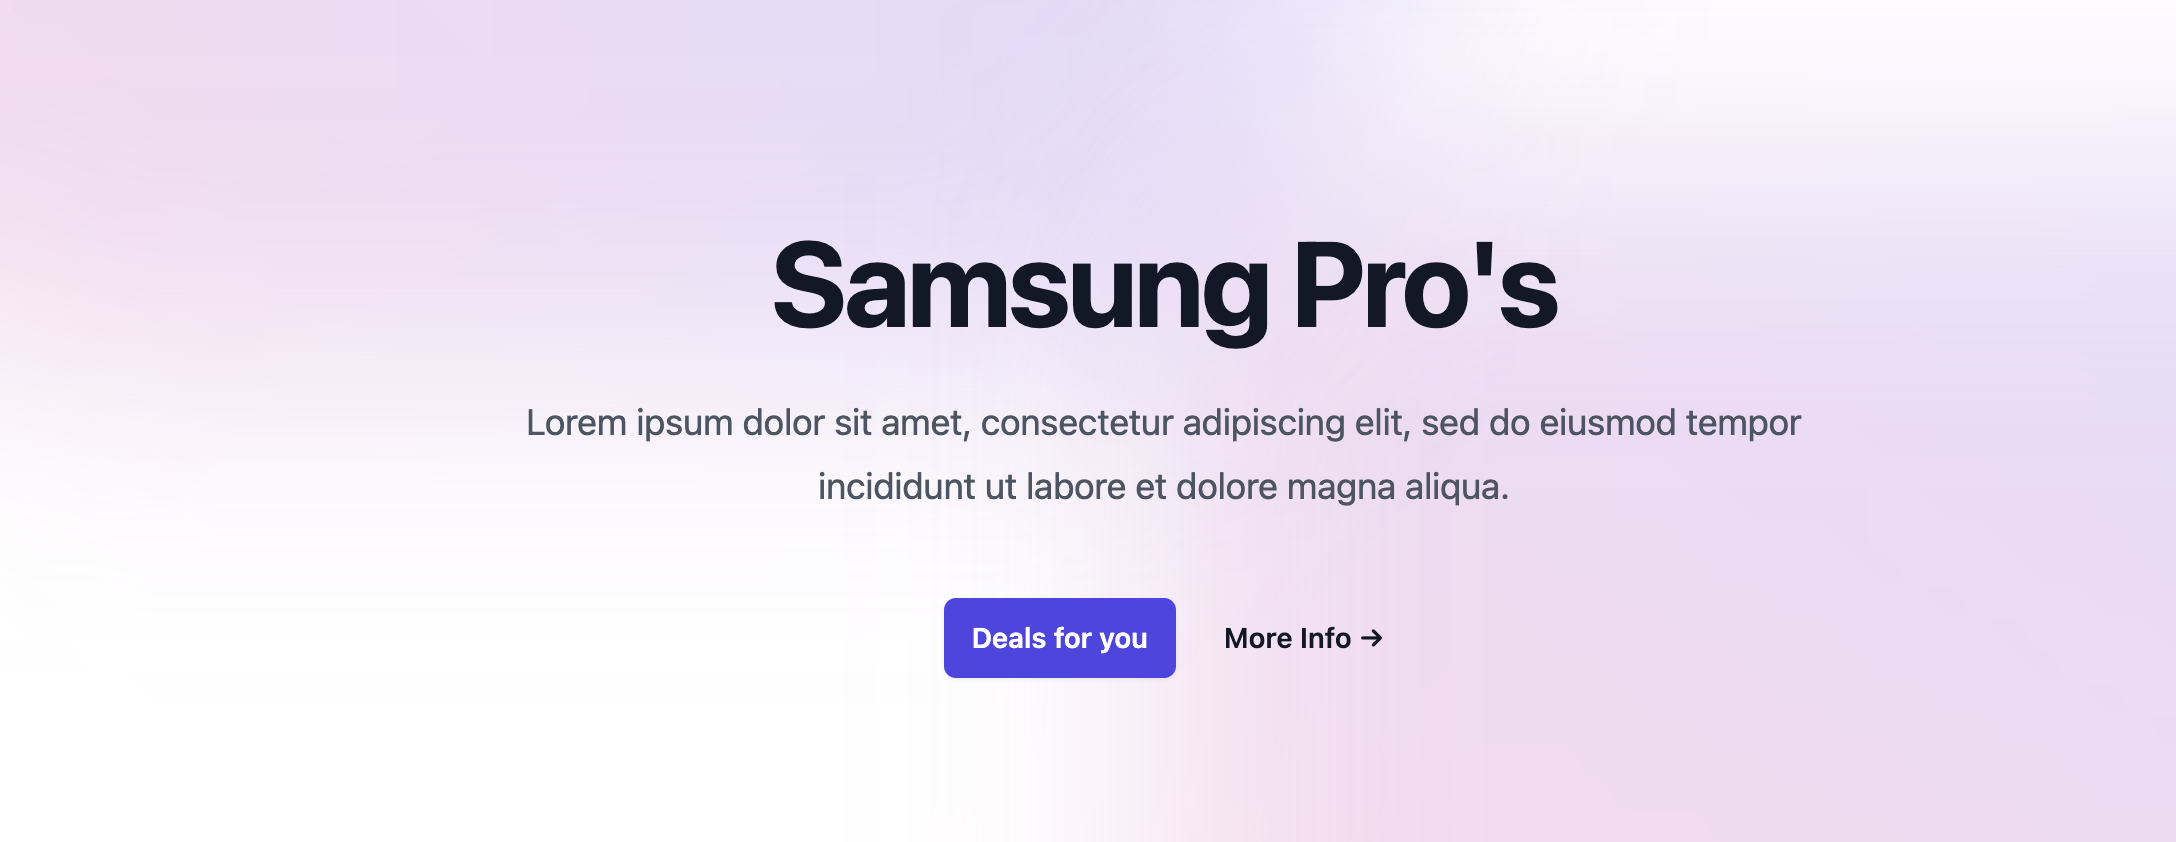 Samsung Pro's
Lorem ipsum dolor sit amet, consectetur adipiscing elit, sed do eiusmod tempor
incididunt ut labore et dolore magna aliqua.
Deals for you
More Info →